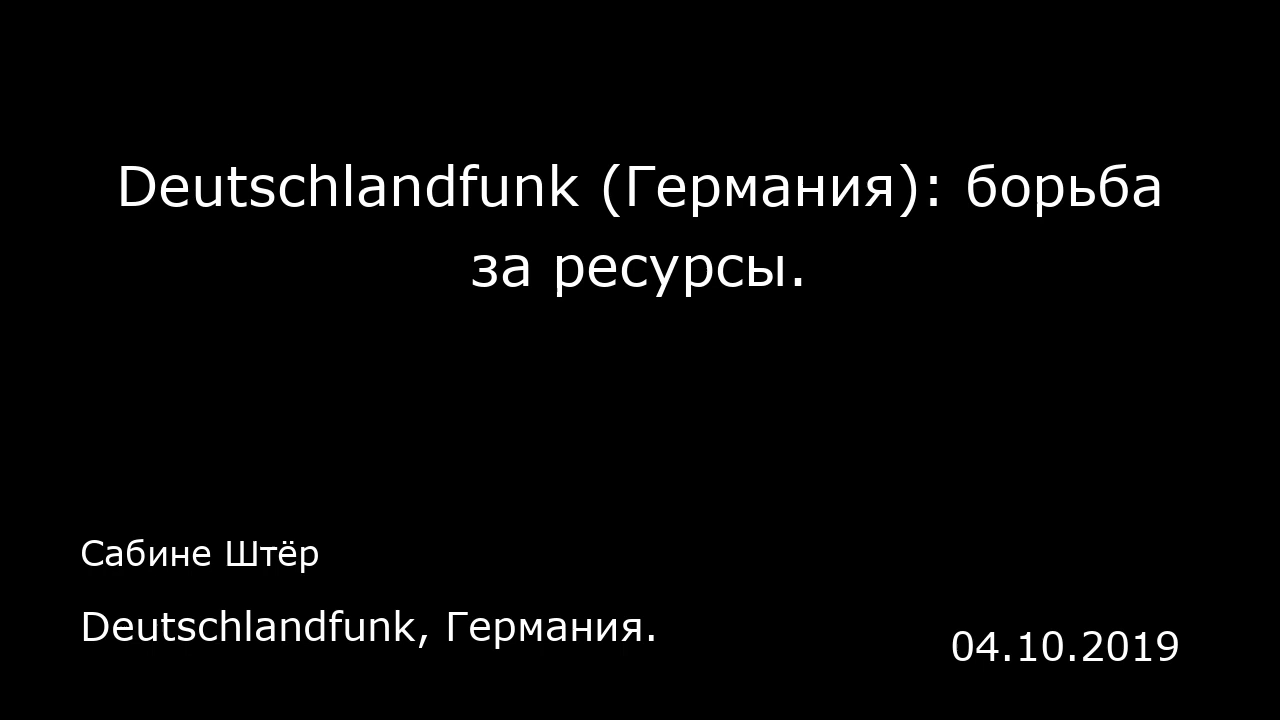 Deutschlandfunk (Германия): борьба
за ресурсы.
Сабине Штёр
Deutschlandfunk, Германия.
04.10.2019